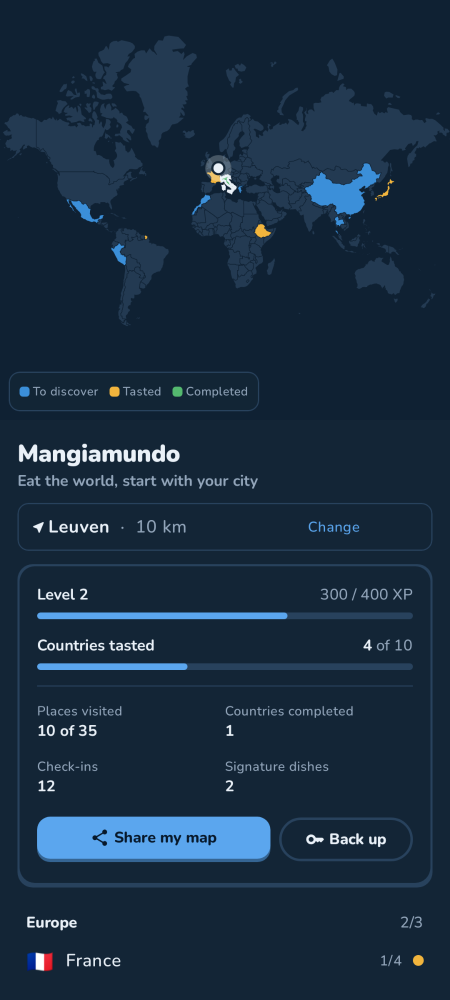 To discover Tasted Completed
Mangiamundo
Eat the world, start with your city
Leuven · 10 km Change
Level 2 300 / 400 XP
Countries tasted 4 of 10
Places visited Countries completed
10 of 35 1
Check-ins Signature dishes
12 2
Share my map Back up
Europe 2/3
France 1/4